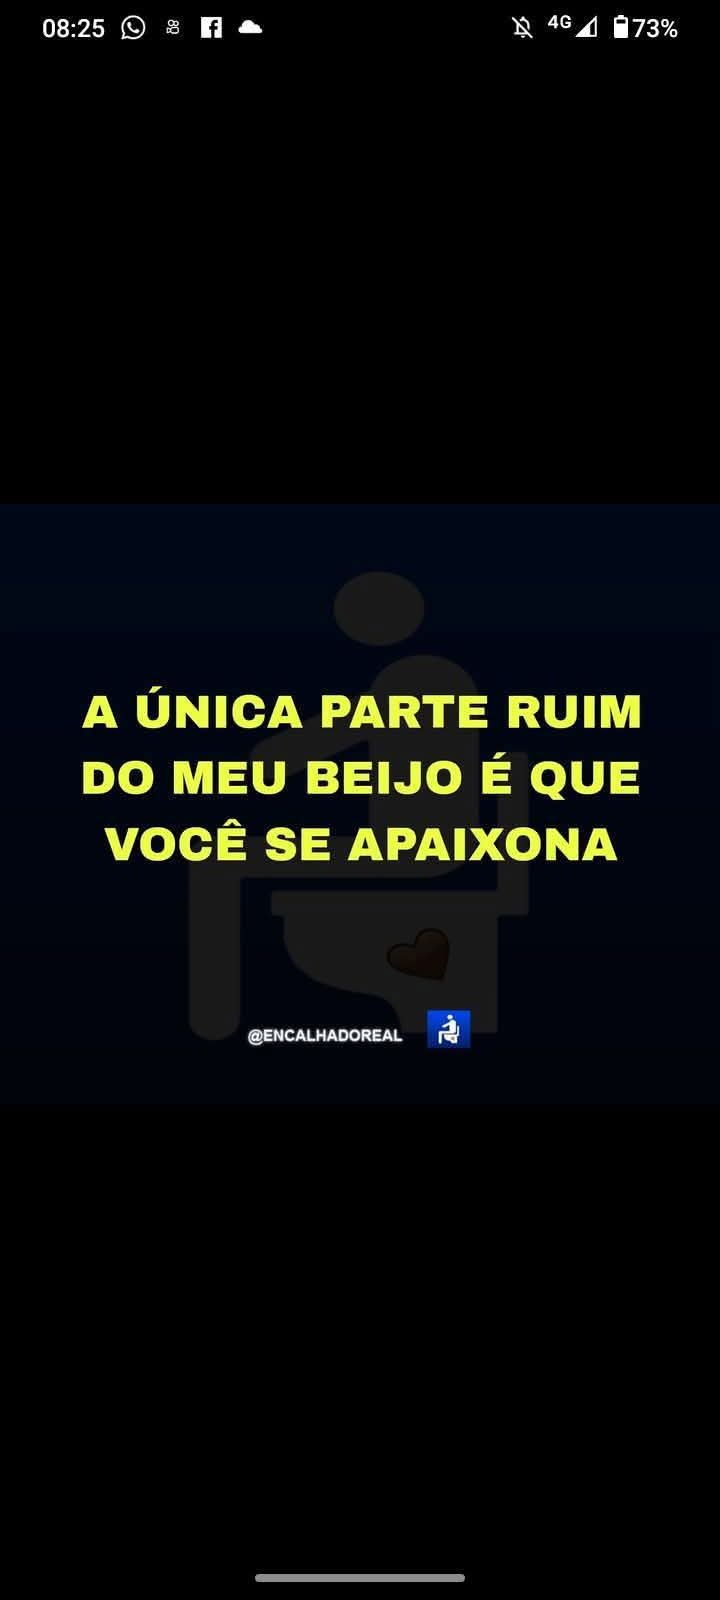 08:25 4G 73%
A ÚNICA PARTE RUIM
DO MEU BEIJO É QUE
VOCÊ SE APAIXONA
@ENCALHADOREAL